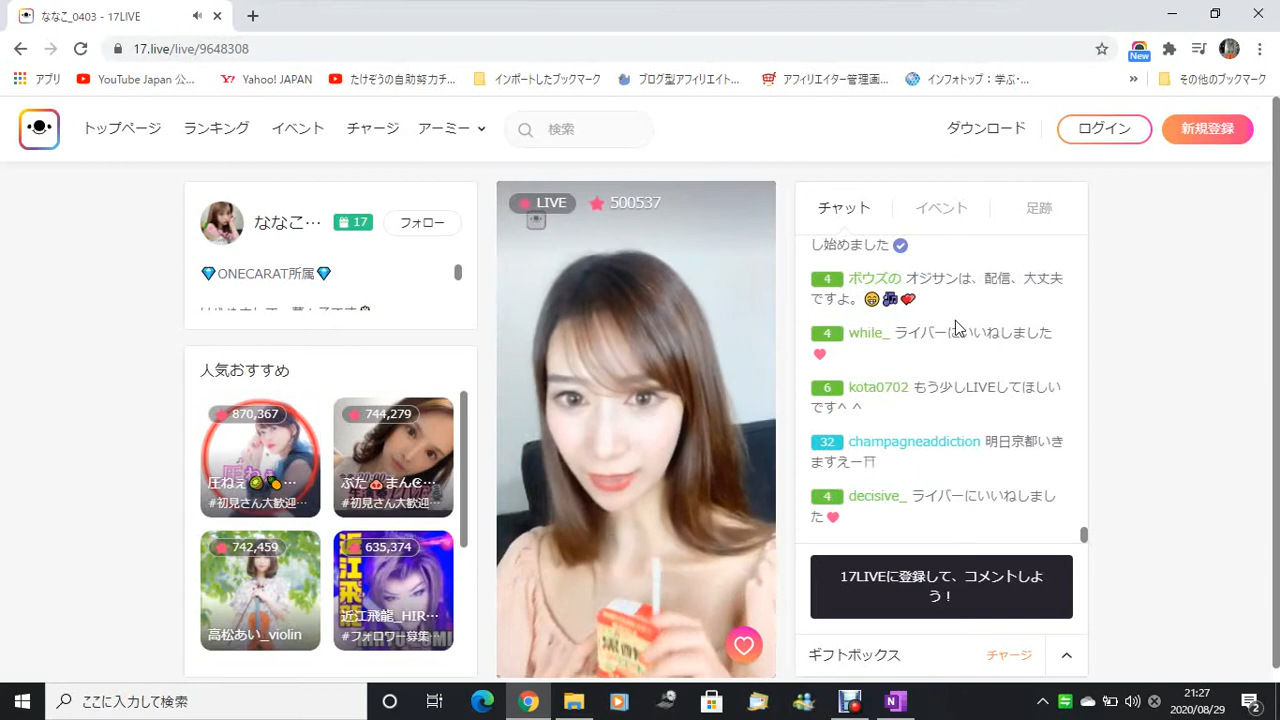 ななこ_0403 - 17LIVE
17.live/live/9648308
New
アプリ
YouTube Japan 公...
Yahoo! JAPAN
たけぞうの自助解力チ...
インポートしたブックマーク
ブログ型アフィリエイト...
アフィリエイター管理画...
インフォトップ：学ぶ･...
その他のブックマーク
トップページ
ランキング
イベント
チャージ
アーミー
検索
ダウンロード
ログイン
新規登録
ななこ…
17
フォロー
ONECARAT所属
人気おすすめ
870,367
圧ねぇ
#初見さん大歓迎…
744,279
#初見さん大歓迎…
742,459
高松あい_violin
635,374
近江飛龍_HIR…
#フォロワー募集…
LIVE
500537
チャット
イベント
足跡
し始めました
4 ボウズの オジサンは、配信、大丈夫
ですよ。
4 while_ ライバーにいいねしました
6 kota0702 もう少しLIVEしてほしい
です^ ^
32 champagneaddiction 明日京都いき
ますえー
4 decisive_ ライバーにいいねしまし
た
17LIVEに登録して、コメントしよ
う！
ギフトボックス
チャージ
ここに入力して検索
21:27
2020/08/29
2